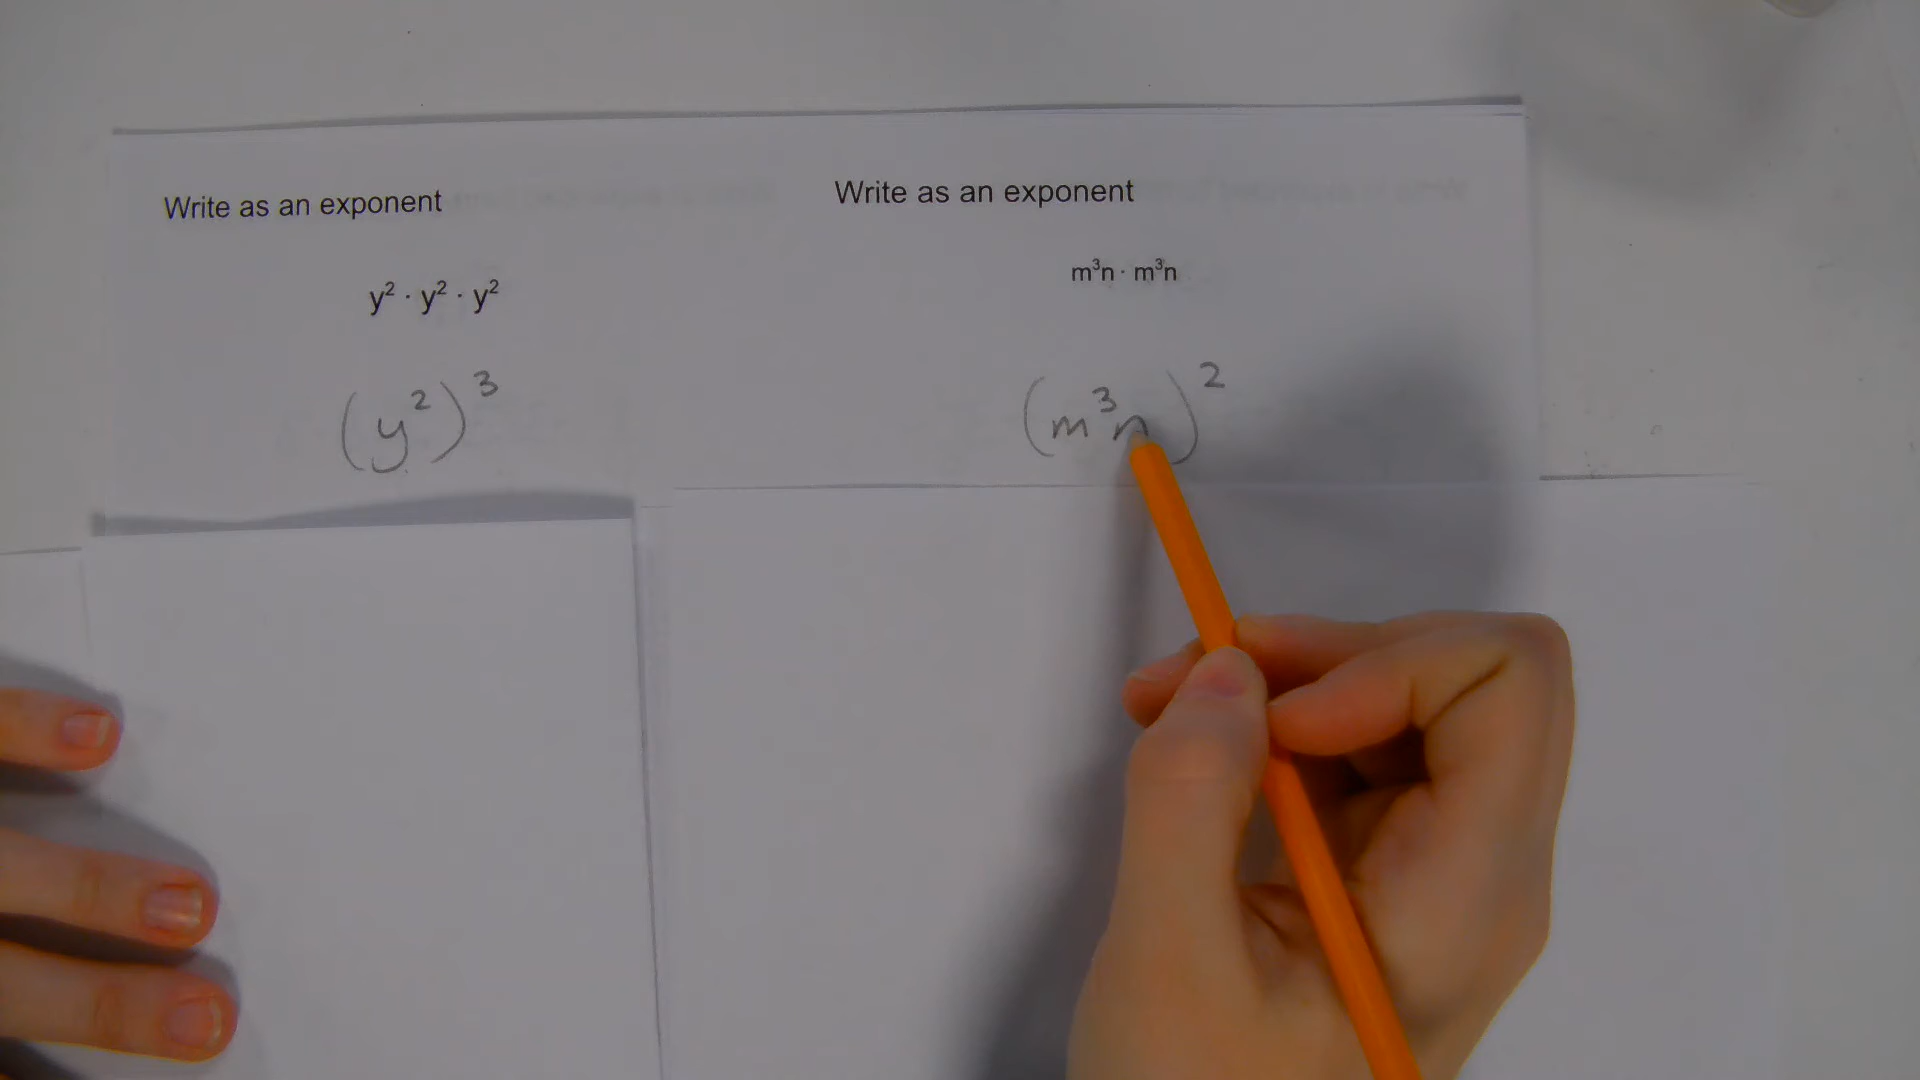 Write as an exponent
y² · y² · y²
(y²)³
Write as an exponent
m³n · m³n
(m³n)²